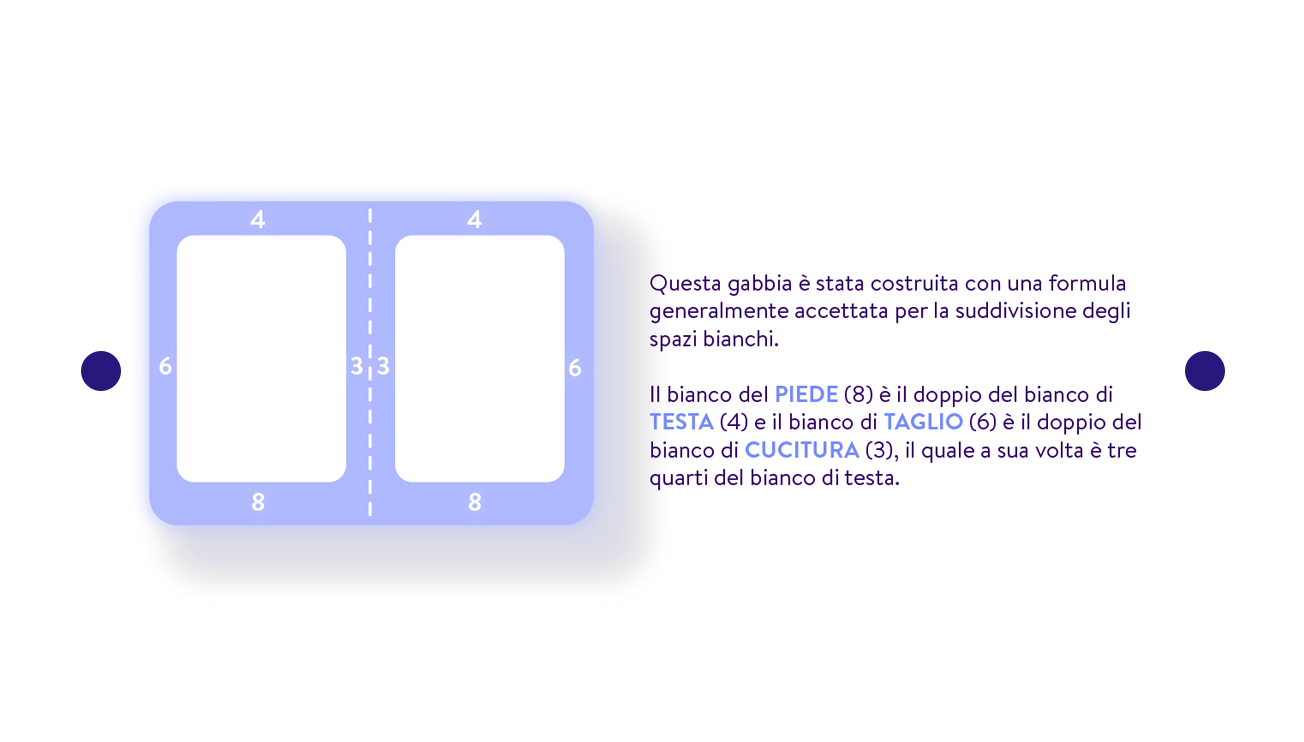 4 4
6 3 3 6
8 8
Questa gabbia è stata costruita con una formula
generalmente accettata per la suddivisione degli
spazi bianchi.
Il bianco del PIEDE (8) è il doppio del bianco di
TESTA (4) e il bianco di TAGLIO (6) è il doppio del
bianco di CUCITURA (3), il quale a sua volta è tre
quarti del bianco di testa.